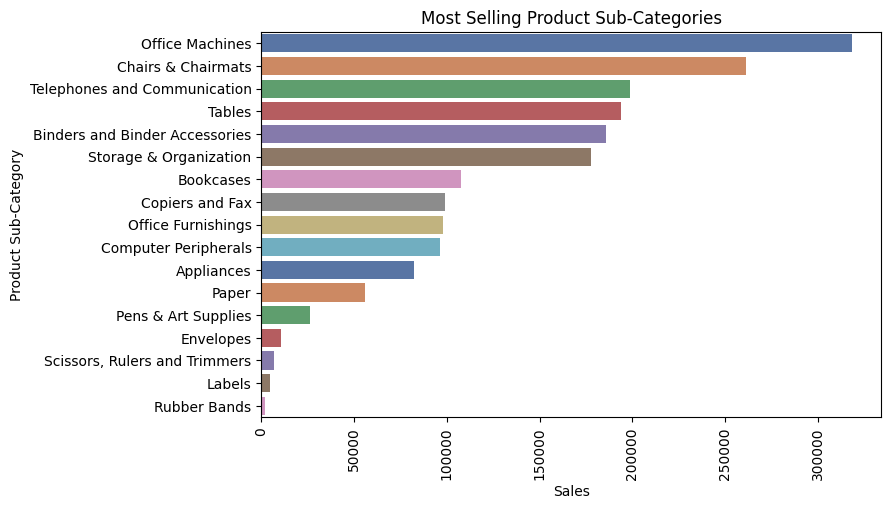 Most Selling Product Sub-Categories
Product Sub-Category
Office Machines
Chairs & Chairmats
Telephones and Communication
Tables
Binders and Binder Accessories
Storage & Organization
Bookcases
Copiers and Fax
Office Furnishings
Computer Peripherals
Appliances
Paper
Pens & Art Supplies
Envelopes
Scissors, Rulers and Trimmers
Labels
Rubber Bands
0
50000
100000
150000
200000
250000
300000
Sales